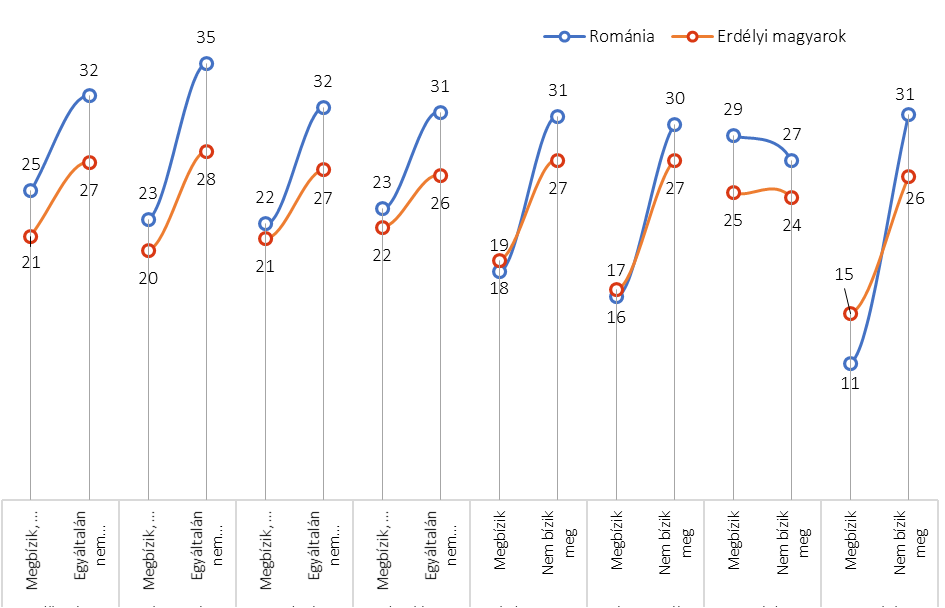 Románia
Erdélyi magyarok
25
32
21
27
23
35
20
28
22
32
21
27
23
31
22
26
19
31
18
27
17
30
16
27
29
27
25
24
15
31
11
26
Megbízik, ...
Egyáltalán
nem...
Megbízik, ...
Egyáltalán
nem...
Megbízik, ...
Egyáltalán
nem...
Megbízik, ...
Egyáltalán
nem...
Megbízik
Nem bízik
meg
Megbízik
Nem bízik
meg
Megbízik
Nem bízik
meg
Megbízik
Nem bízik
meg